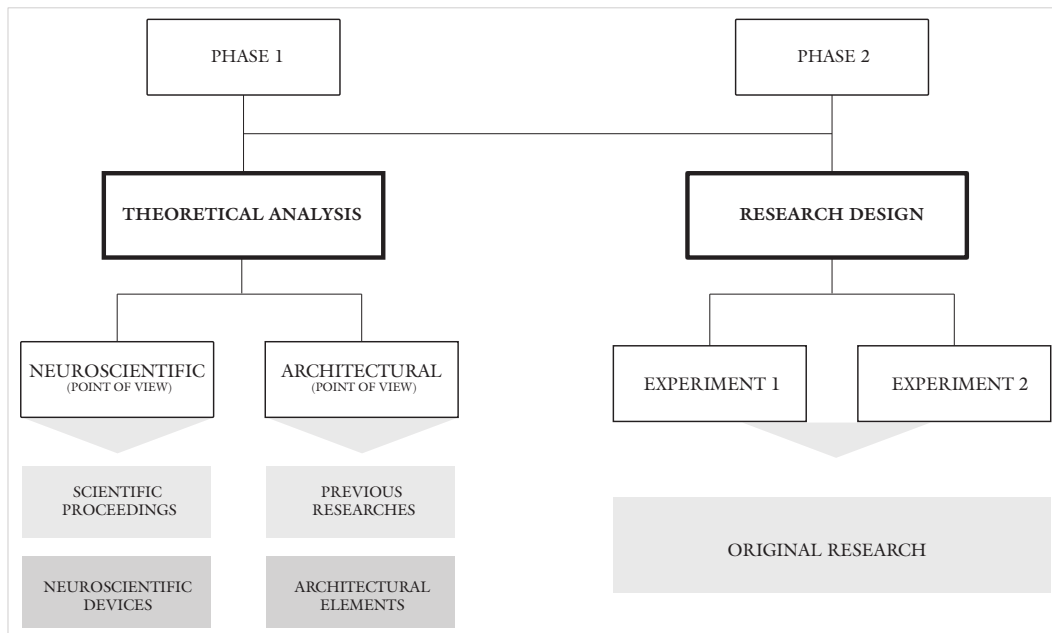 PHASE 1
PHASE 2
THEORETICAL ANALYSIS
RESEARCH DESIGN
NEUROSCIENTIFIC
(POINT OF VIEW)
ARCHITECTURAL
(POINT OF VIEW)
EXPERIMENT 1
EXPERIMENT 2
SCIENTIFIC
PROCEEDINGS
PREVIOUS
RESEARCHES
ORIGINAL RESEARCH
NEUROSCIENTIFIC
DEVICES
ARCHITECTURAL
ELEMENTS